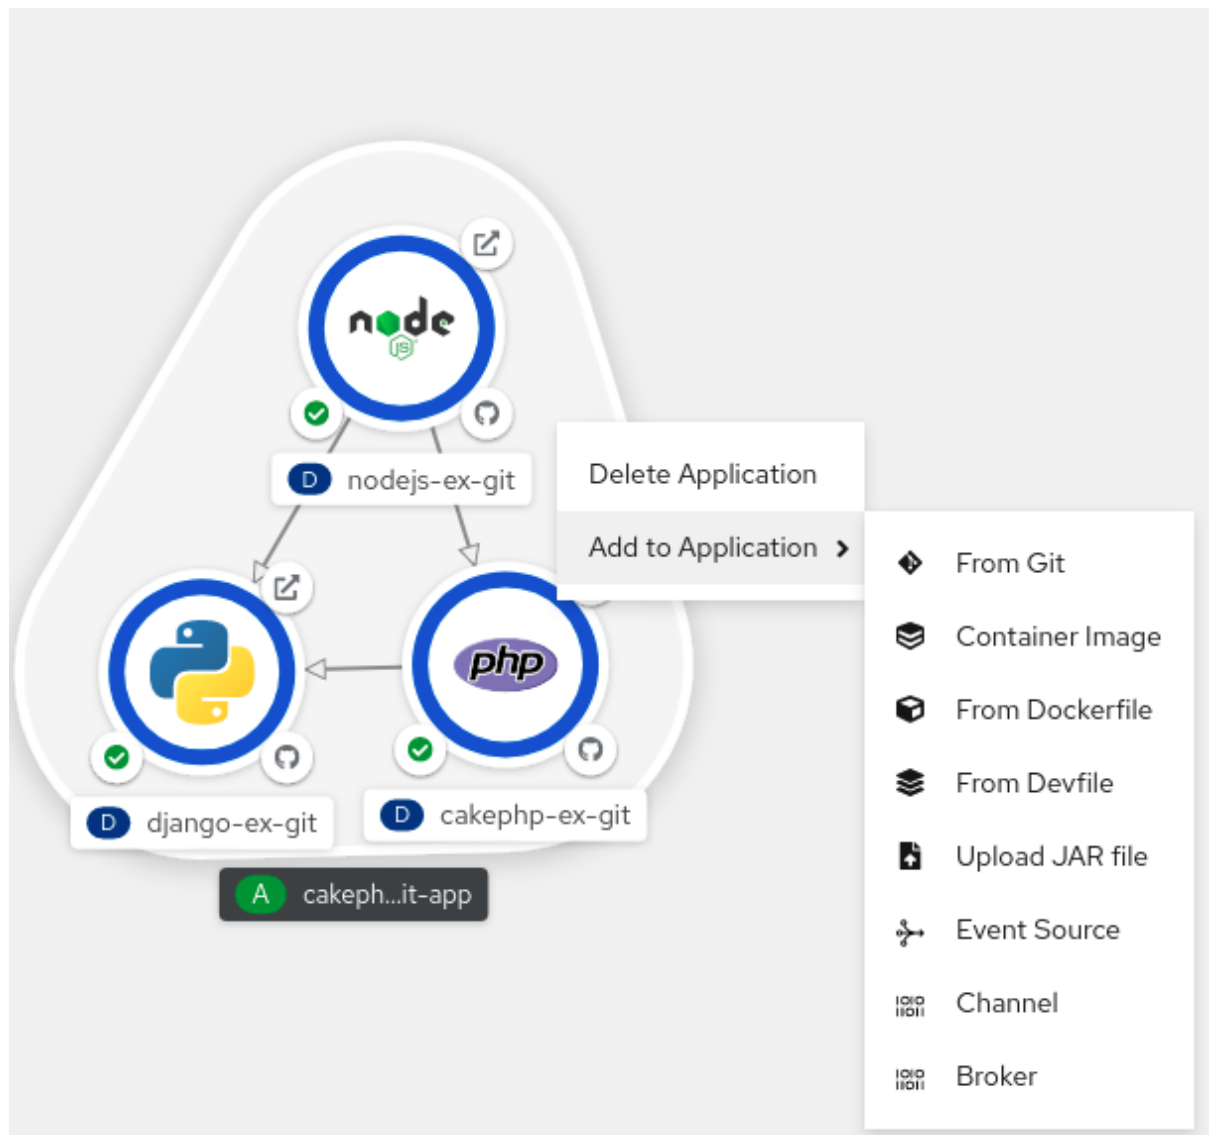 node
JS
D nodejs-ex-git
Delete Application
Add to Application
From Git
Container Image
From Dockerfile
From Devfile
Upload JAR file
Event Source
Channel
Broker
php
D django-ex-git
D cakephp-ex-git
A cakeph...it-app